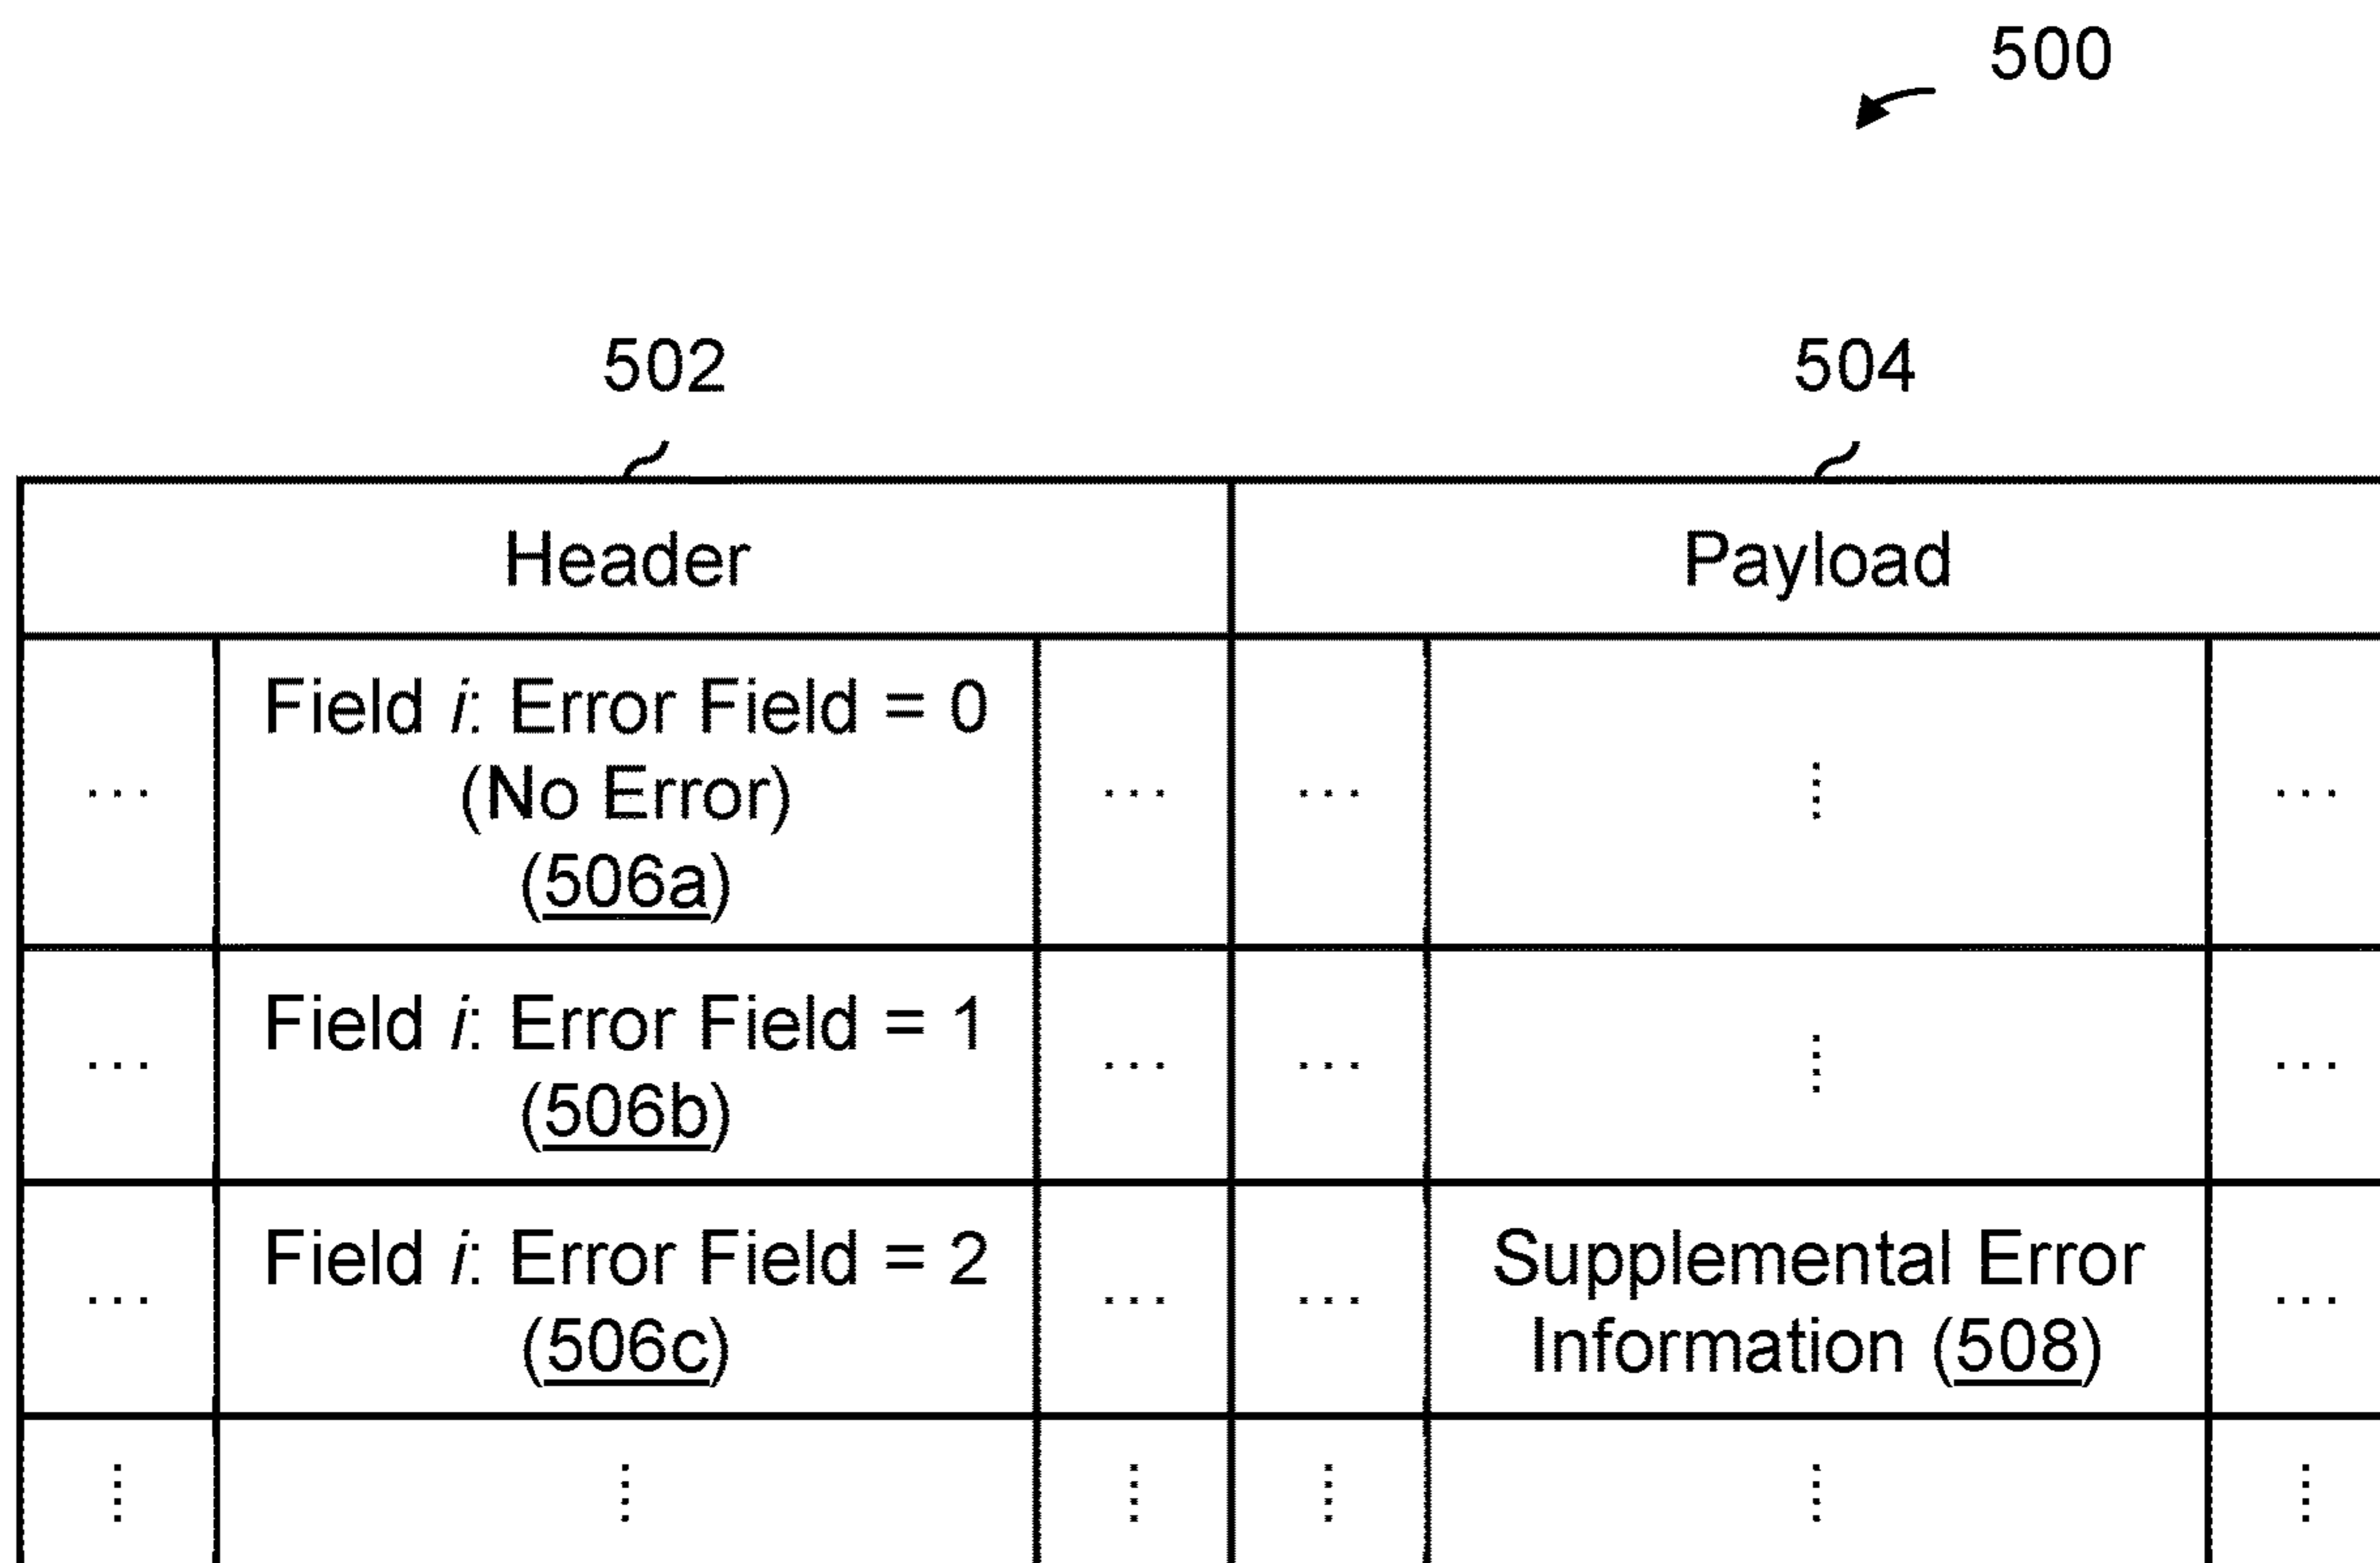 500
502
504
Header
Payload
... Field i: Error Field = 0 ... ... ⋮ ...
(No Error)
(506a)
... Field i: Error Field = 1 ... ... ⋮ ...
(506b)
... Field i: Error Field = 2 ... ... Supplemental Error ...
(506c) Information (508)
⋮ ⋮ ⋮ ⋮ ⋮ ⋮